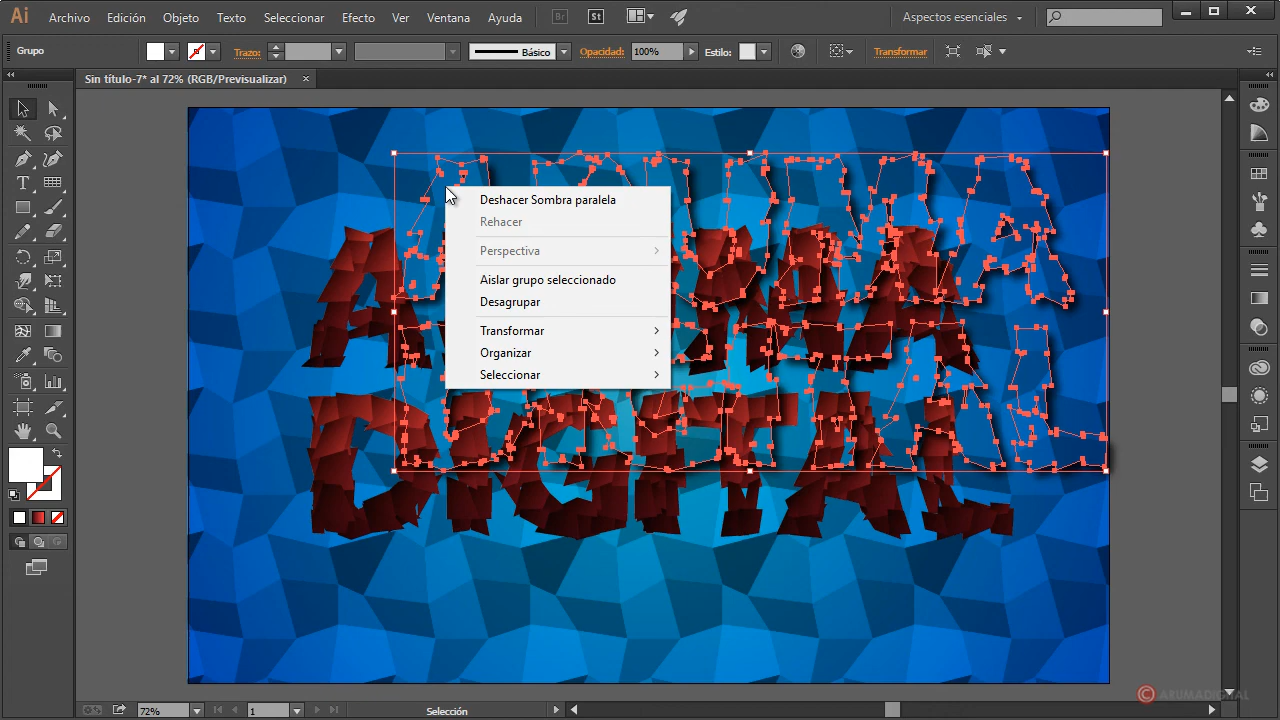 Ai Archivo Edición Objeto Texto Seleccionar Efecto Ver Ventana Ayuda Br St Aspectos esenciales
Grupo Trazo: Básico Opacidad: 100% Estilo: Transformar
Sin título-7* al 72% (RGB/Previsualizar) ×
Deshacer Sombra paralela
Rehacer
Perspectiva
Aislar grupo seleccionado
Desagrupar
Transformar
Organizar
Seleccionar
DIGITAL
72% 1 Selección
© ARUMADIGITAL